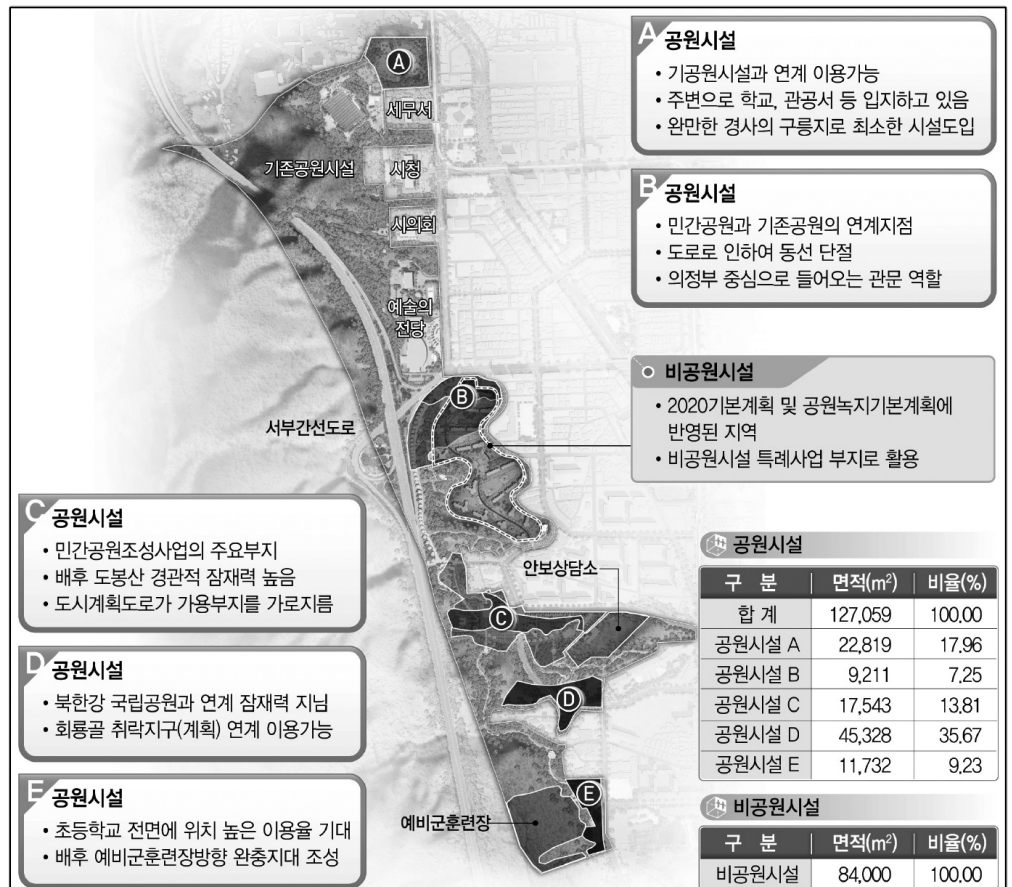 A 공원시설
• 기공원시설과 연계 이용가능
• 주변으로 학교, 관공서 등 입지하고 있음
• 완만한 경사의 구릉지로 최소한 시설도입
B 공원시설
• 민간공원과 기존공원의 연계지점
• 도로로 인하여 동선 단절
• 의정부 중심으로 들어오는 관문 역할
비공원시설
• 2020기본계획 및 공원녹지기본계획에
반영된 지역
• 비공원시설 특례사업 부지로 활용
A
세무서
기존공원시설
시청
시의회
예술의
전당
B
서부간선도로
안보상담소
C
D
E
예비군훈련장
C 공원시설
• 민간공원조성사업의 주요부지
• 배후 도봉산 경관적 잠재력 높음
• 도시계획도로가 가용부지를 가로지름
D 공원시설
• 북한강 국립공원과 연계 잠재력 지님
• 회룡골 취락지구(계획) 연계 이용가능
E 공원시설
• 초등학교 전면에 위치 높은 이용율 기대
• 배후 예비군훈련장방향 완충지대 조성
공원시설
구 분 면적(m²) 비율(%)
합 계 127,059 100.00
공원시설 A 22,819 17.96
공원시설 B 9,211 7.25
공원시설 C 17,543 13.81
공원시설 D 45,328 35.67
공원시설 E 11,732 9.23
비공원시설
구 분 면적(m²) 비율(%)
비공원시설 84,000 100.00